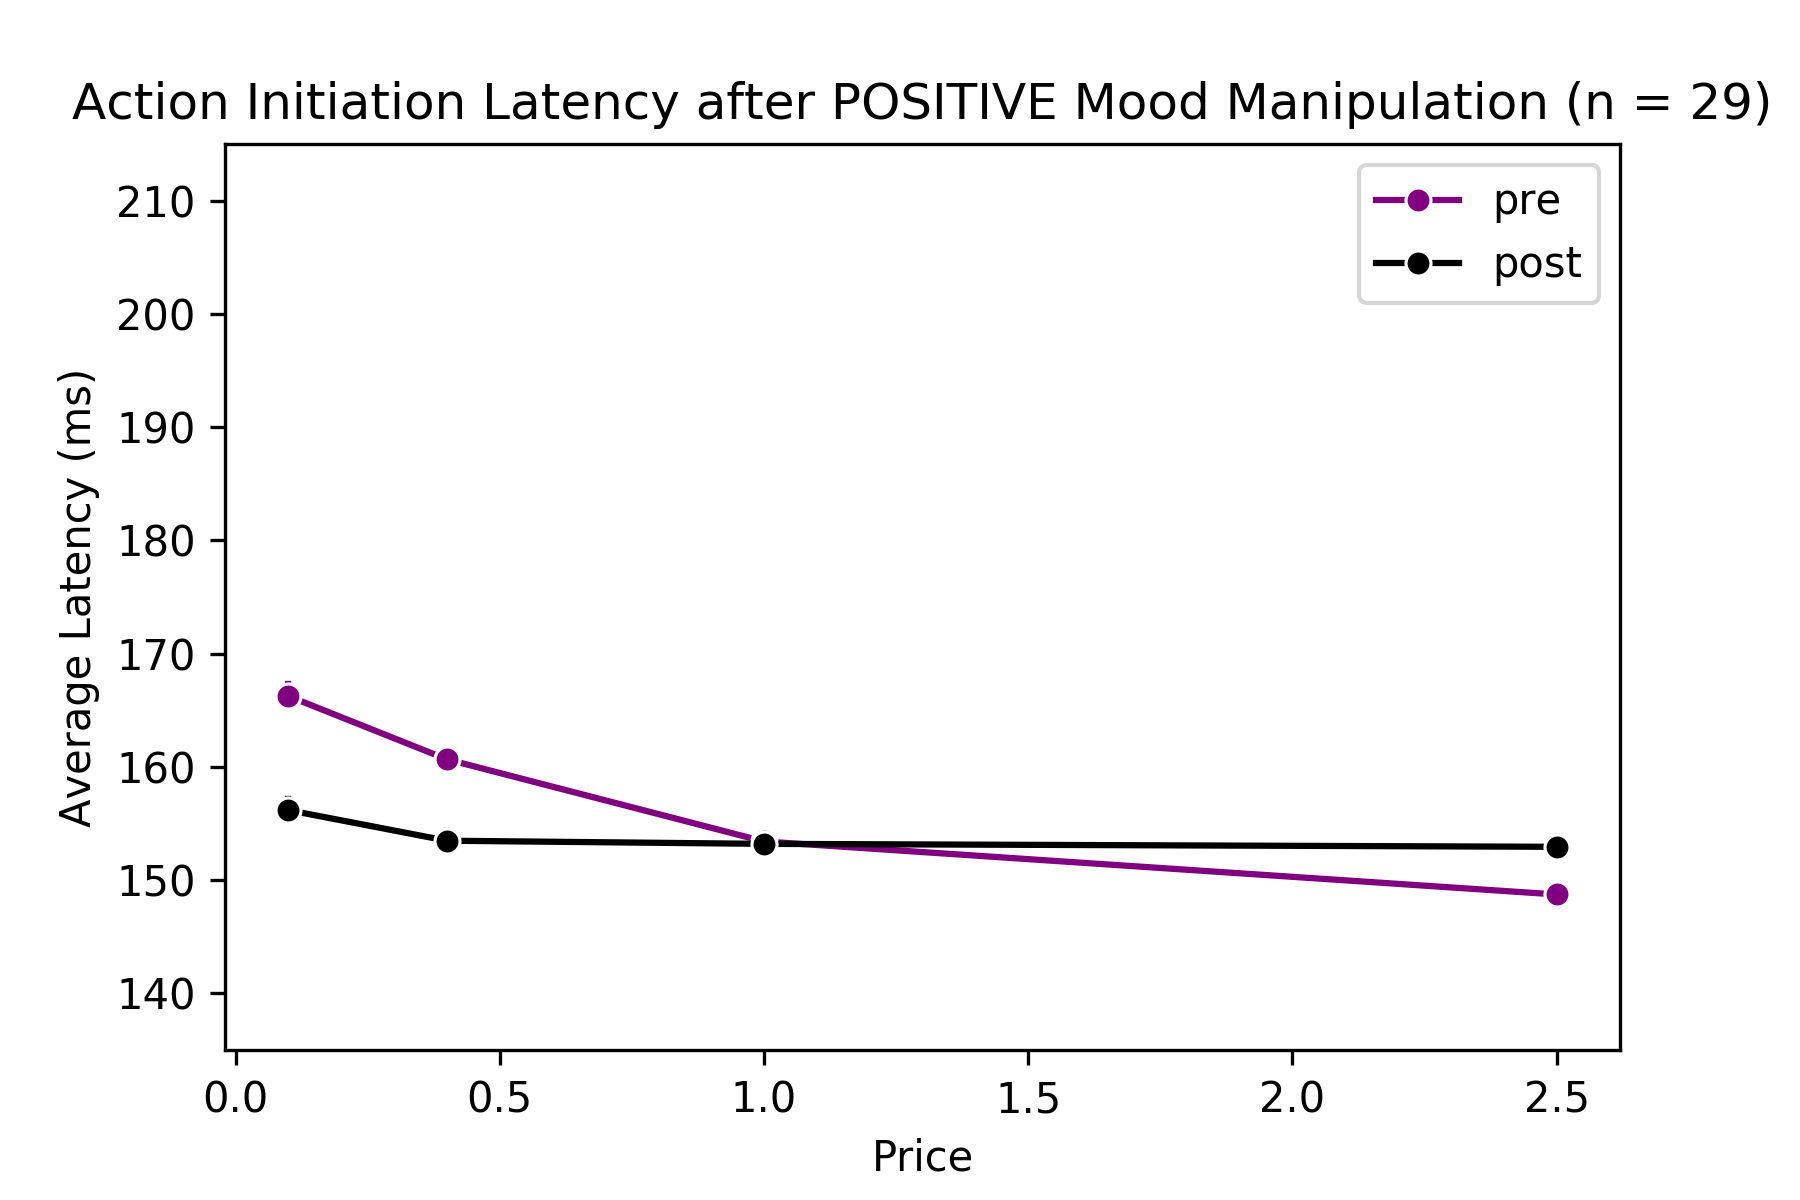 Action Initiation Latency after POSITIVE Mood Manipulation (n = 29)
pre
post
Average Latency (ms)
210
200
190
180
170
160
150
140
0.0 0.5 1.0 1.5 2.0 2.5
Price